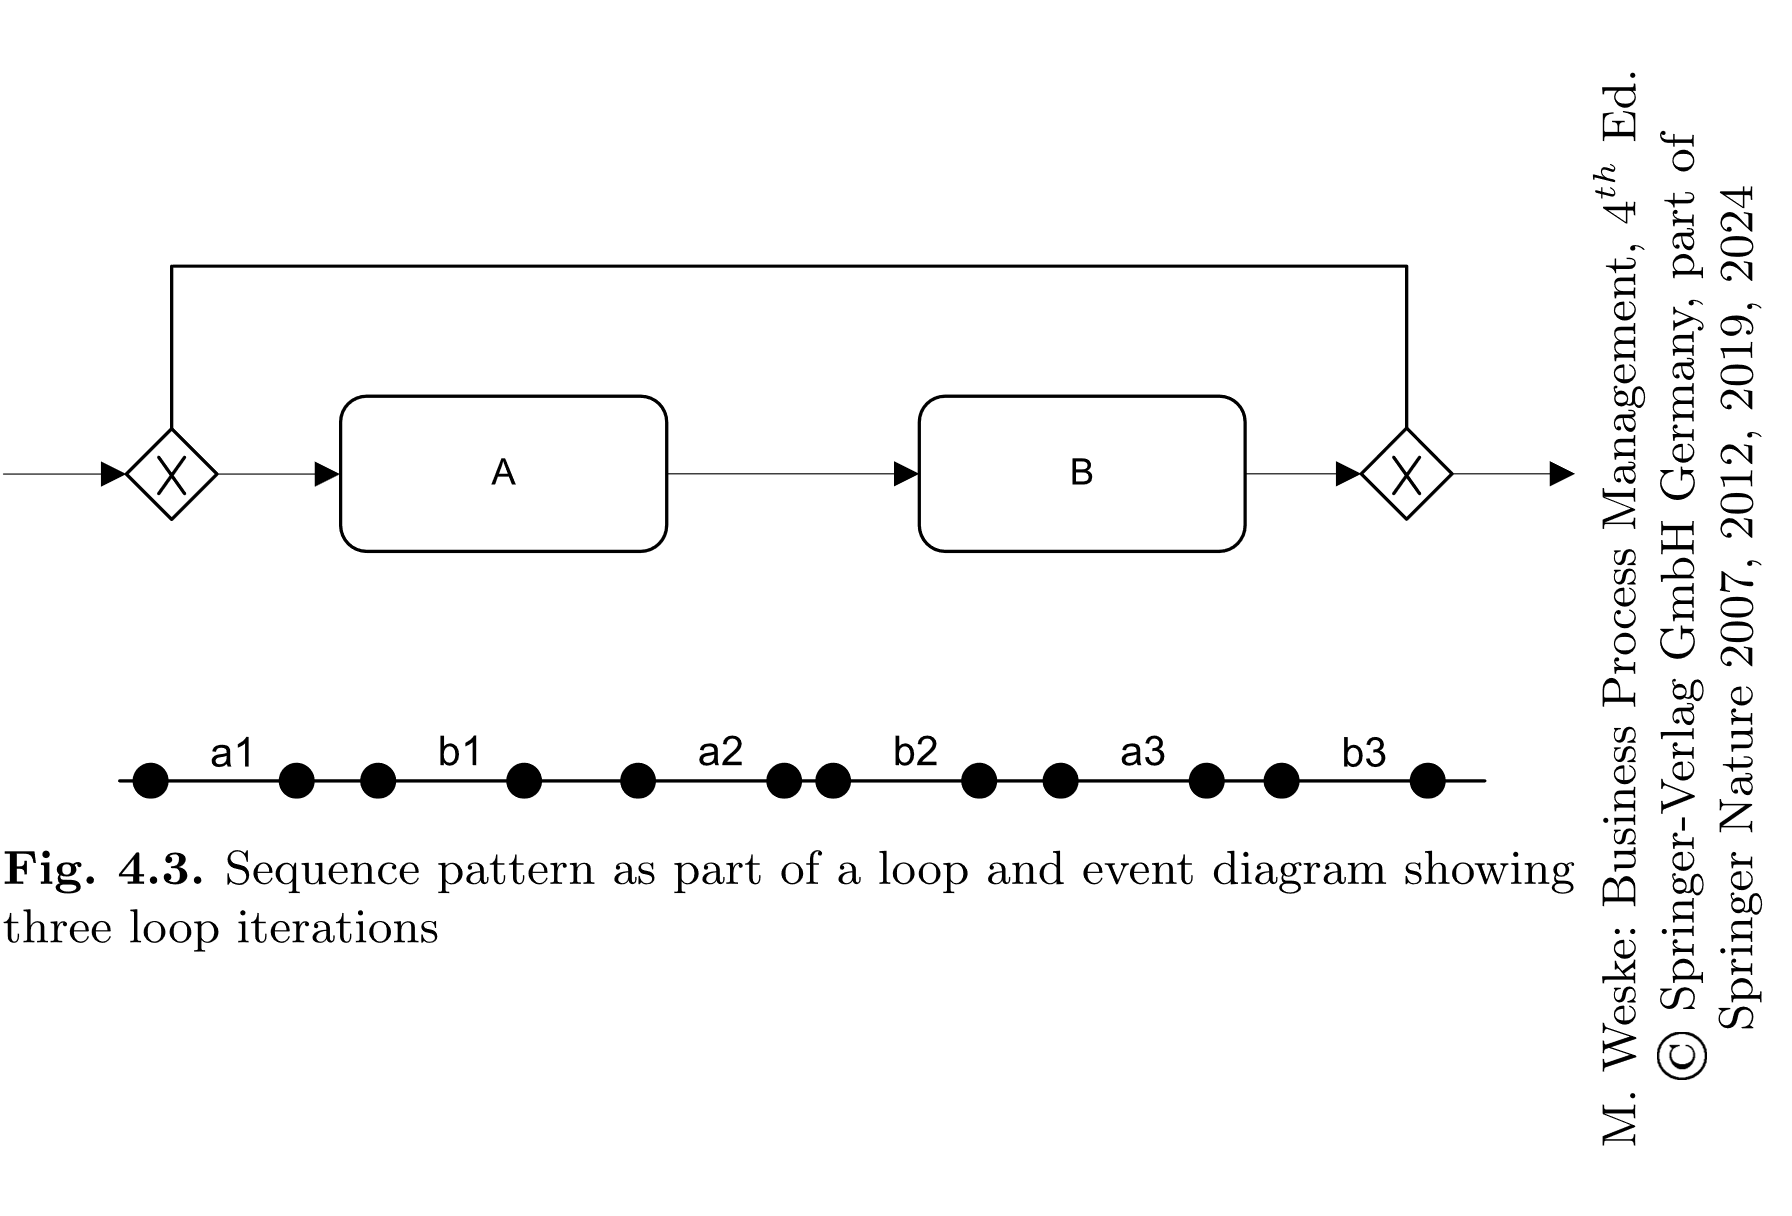 X
A
B
X
a1 b1 a2 b2 a3 b3
Fig. 4.3. Sequence pattern as part of a loop and event diagram showing
three loop iterations
M. Weske: Business Process Management, 4th Ed.
© Springer-Verlag GmbH Germany, part of
Springer Nature 2007, 2012, 2019, 2024